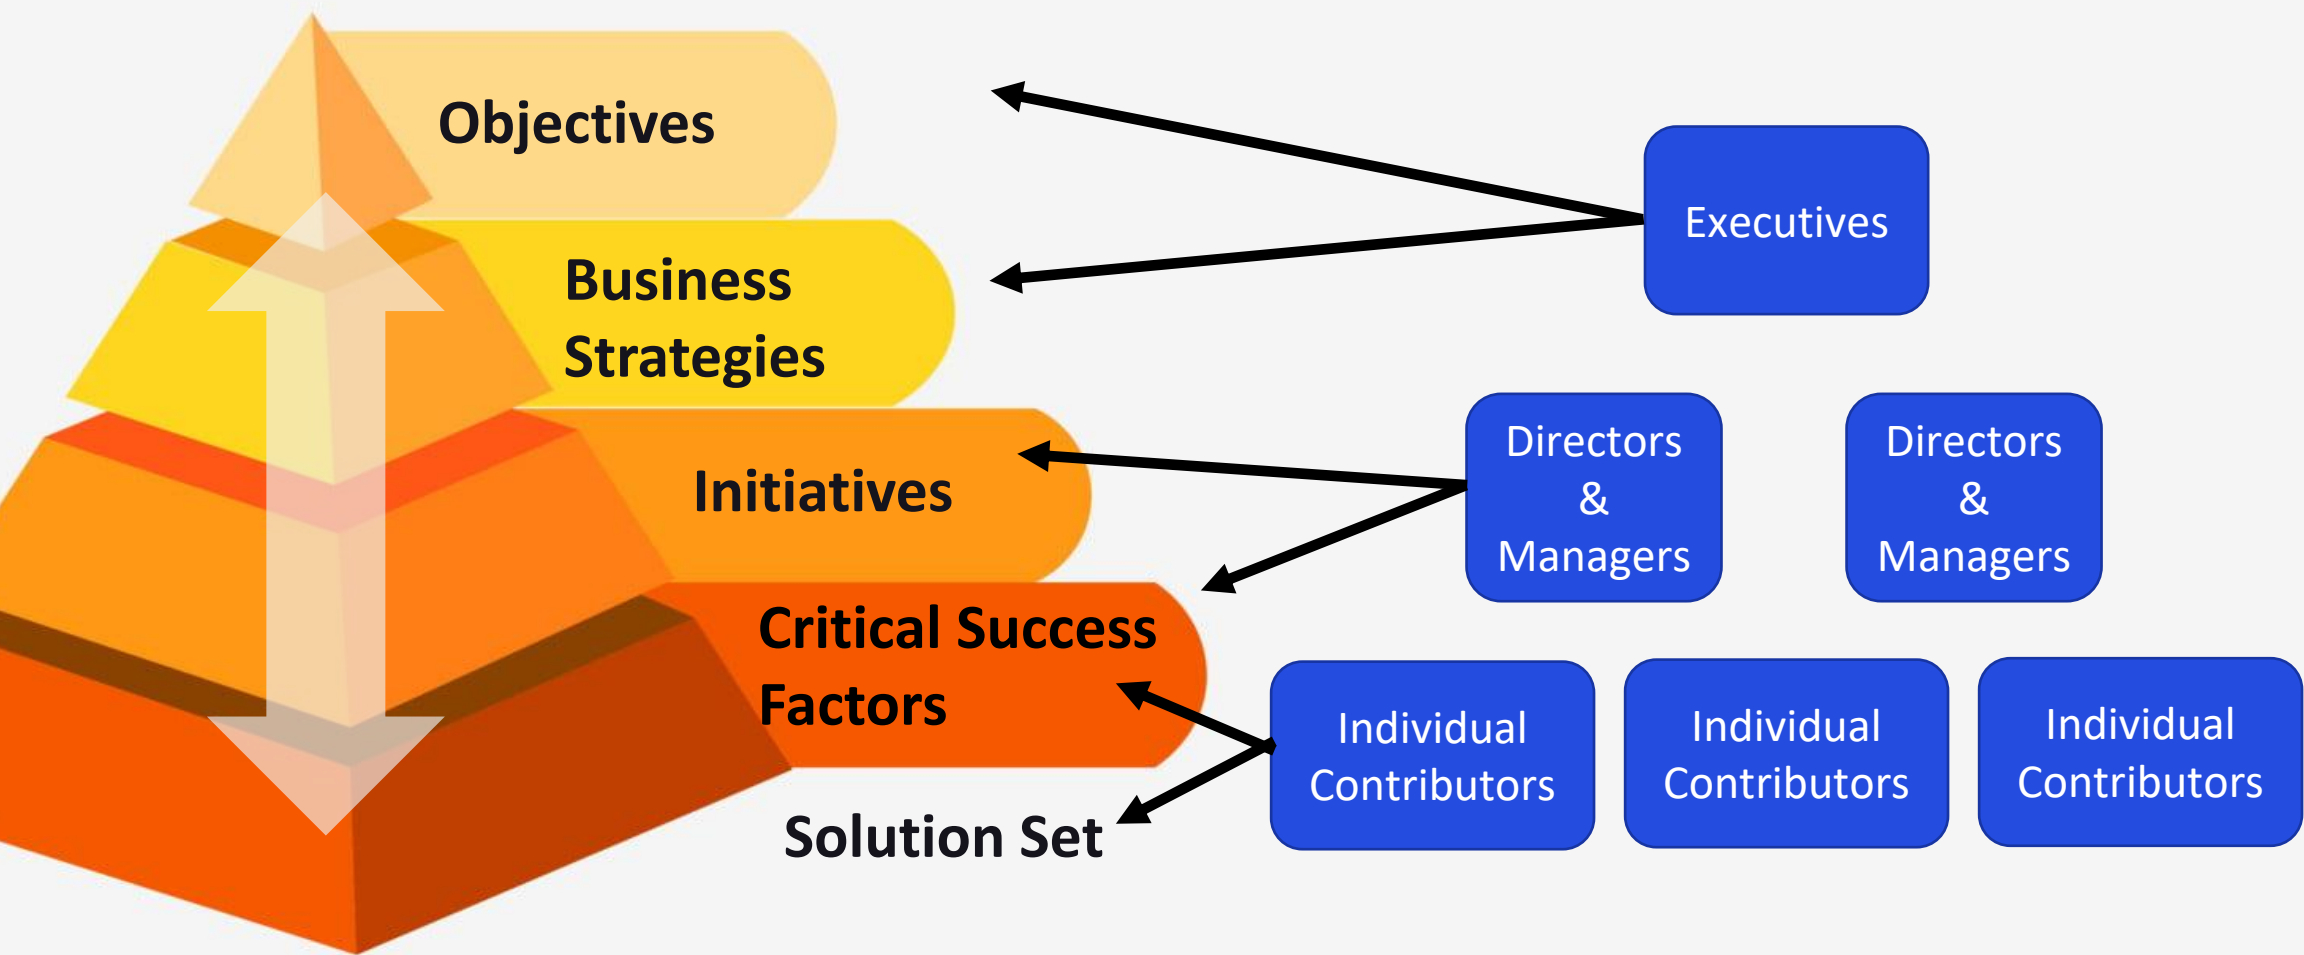 Objectives
Business
Strategies
Initiatives
Critical Success
Factors
Solution Set
Executives
Directors
&
Managers
Directors
&
Managers
Individual
Contributors
Individual
Contributors
Individual
Contributors